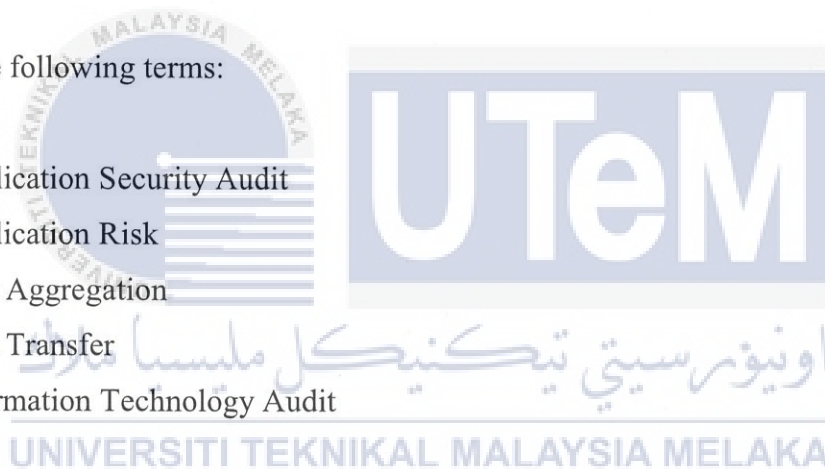 following terms:
UTeM
lication Security Audit
lication Risk
Aggregation
Transfer
rmation Technology Audit
اونيۏرسيتي تيكنيكل مليسيا ملاك
UNIVERSITI TEKNIKAL MALAYSIA MELAKA